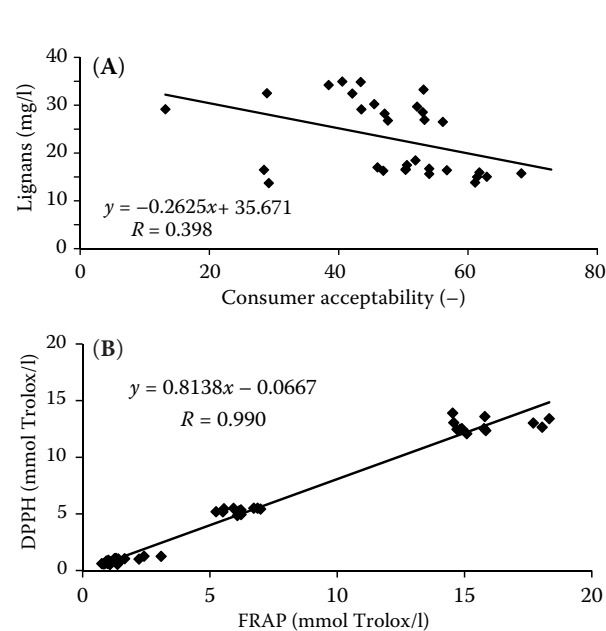 40
(A)
30
20
10
0
Lignans (mg/l)
y = −0.2625x+ 35.671
R = 0.398
0 20 40 60 80
Consumer acceptability (–)
20
(B)
15
10
5
0
DPPH (mmol Trolox/l)
y = 0.8138x − 0.0667
R = 0.990
0 5 10 15 20
FRAP (mmol Trolox/l)